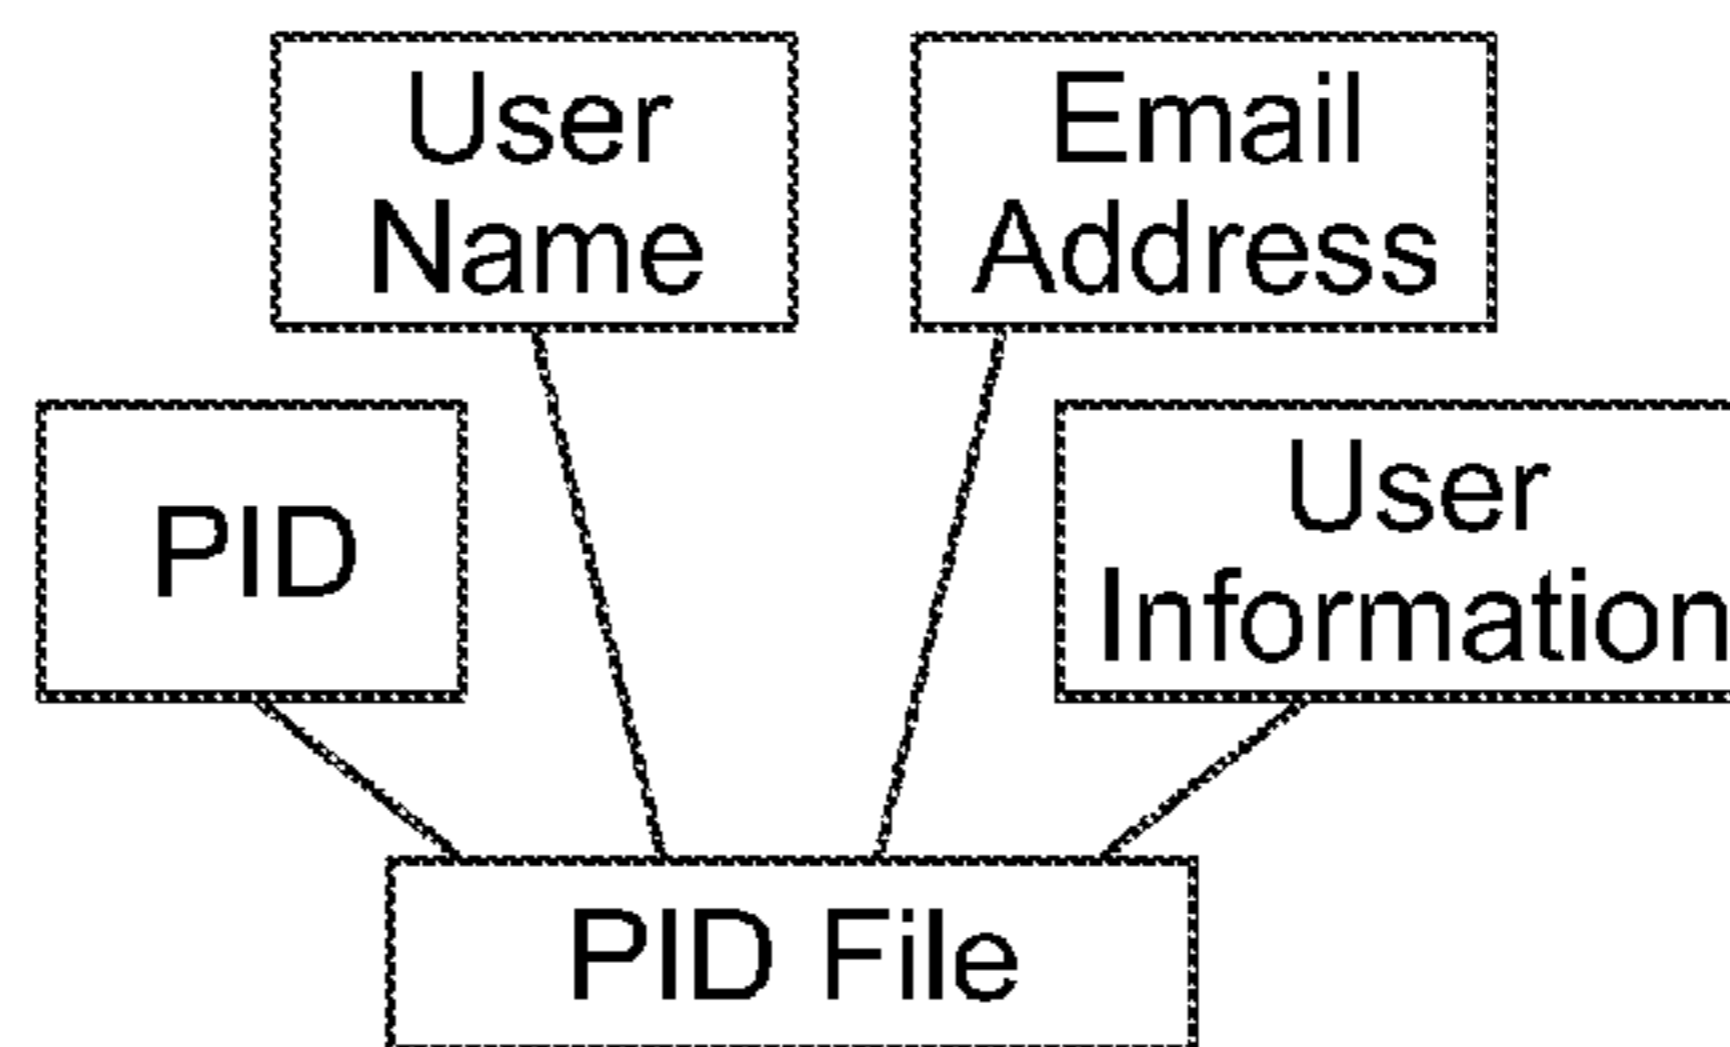 User
Name
Email
Address
PID
User
Information
PID File